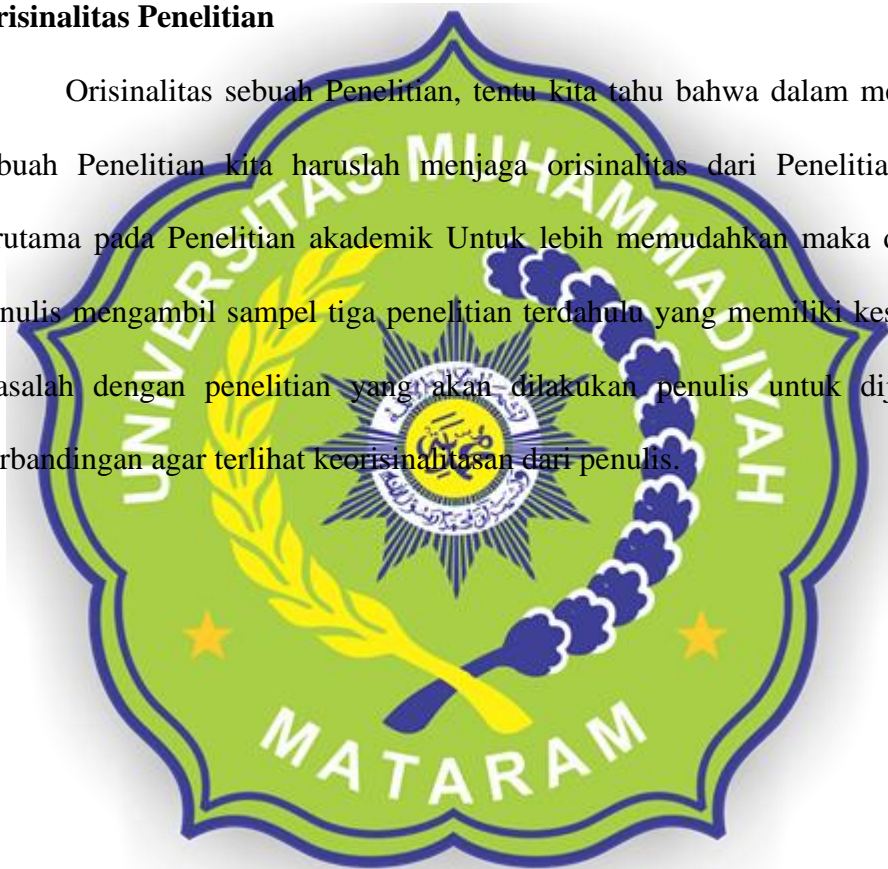 risinalitas Penelitian
Orisinalitas sebuah Penelitian, tentu kita tahu bahwa dalam me
buah Penelitian kita haruslah menjaga orisinalitas dari Penelitia
rutama pada Penelitian akademik Untuk lebih memudahkan maka
nulis mengambil sampel tiga penelitian terdahulu yang memiliki kes
asalah dengan penelitian yang akan dilakukan penulis untuk dij
rbandingan agar terlihat keorisinalitasan dari penulis.
UNIVERSITAS MUHAMMADIYAH
MATARAM